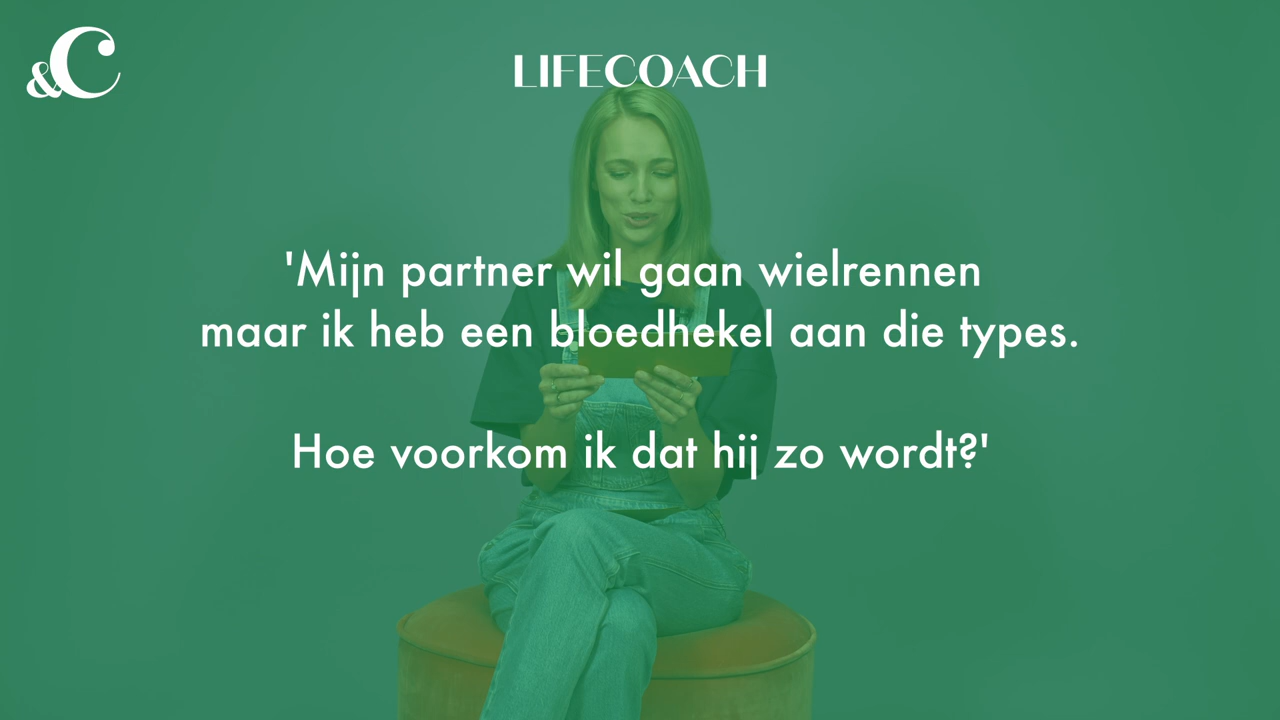 &C
LIFECOACH
'Mijn partner wil gaan wielrennen
maar ik heb een bloedhekel aan die types.
Hoe voorkom ik dat hij zo wordt?'